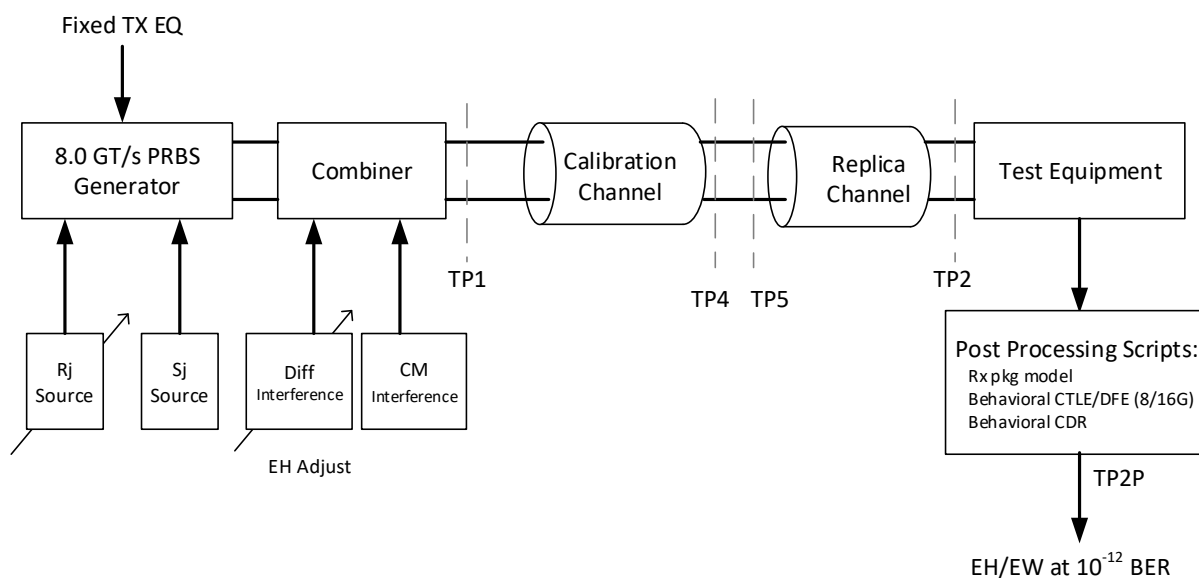 Fixed TX EQ
8.0 GT/s PRBS
Generator
Combiner
Calibration
Channel
Replica
Channel
Test Equipment
TP1
TP4
TP5
TP2
Rj
Source
Sj
Source
Diff
Interference
CM
Interference
EH Adjust
Post Processing Scripts:
Rx pkg model
Behavioral CTLE/DFE (8/16G)
Behavioral CDR
TP2P
EH/EW at 10⁻¹² BER